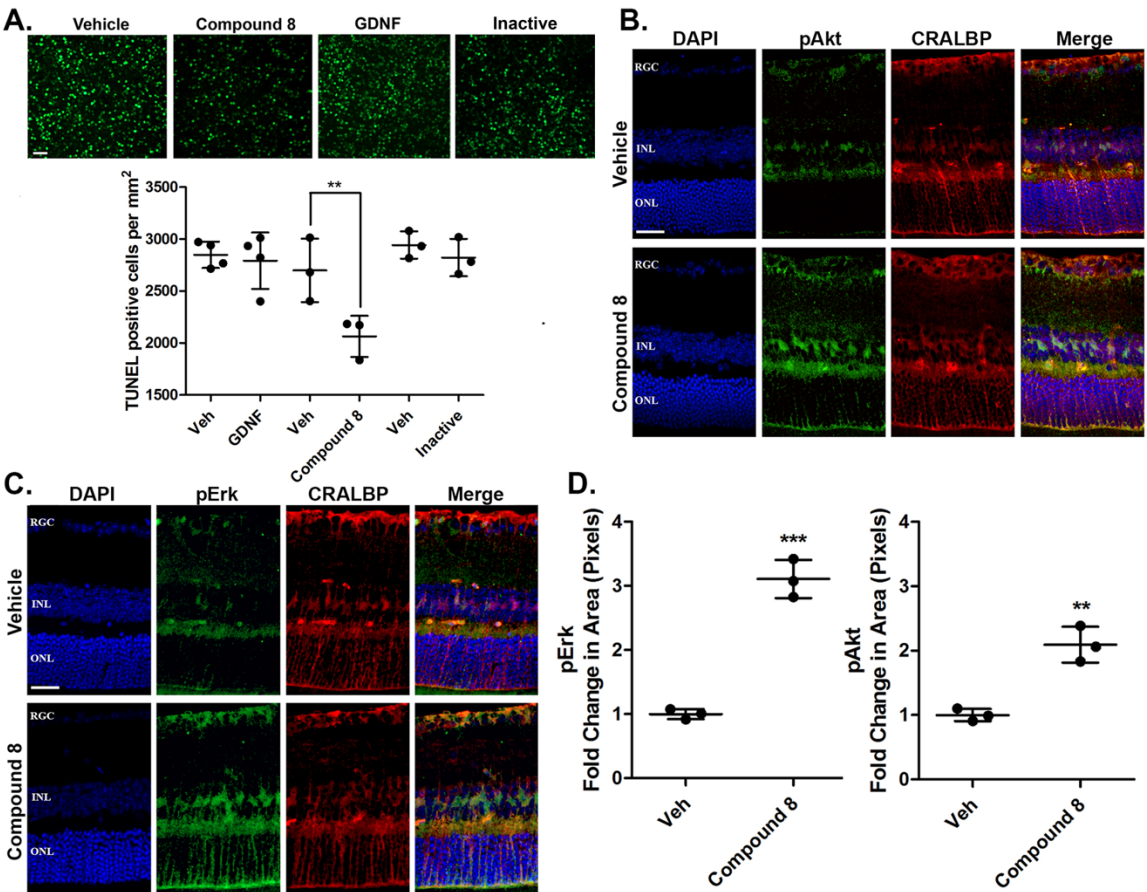 A.
Vehicle Compound 8 GDNF Inactive
TUNEL positive cells per mm2
3500
3000
2500
2000
1500
**
Veh GDNF Veh Compound 8 Veh Inactive
B.
DAPI pAkt CRALBP Merge
Vehicle
RGC
INL
ONL
Compound 8
RGC
INL
ONL
C.
DAPI pErk CRALBP Merge
Vehicle
RGC
INL
ONL
Compound 8
RGC
INL
ONL
D.
pErk
Fold Change in Area (Pixels)
4
3
2
1
0
***
Veh Compound 8
pAkt
Fold Change in Area (Pixels)
4
3
2
1
0
**
Veh Compound 8